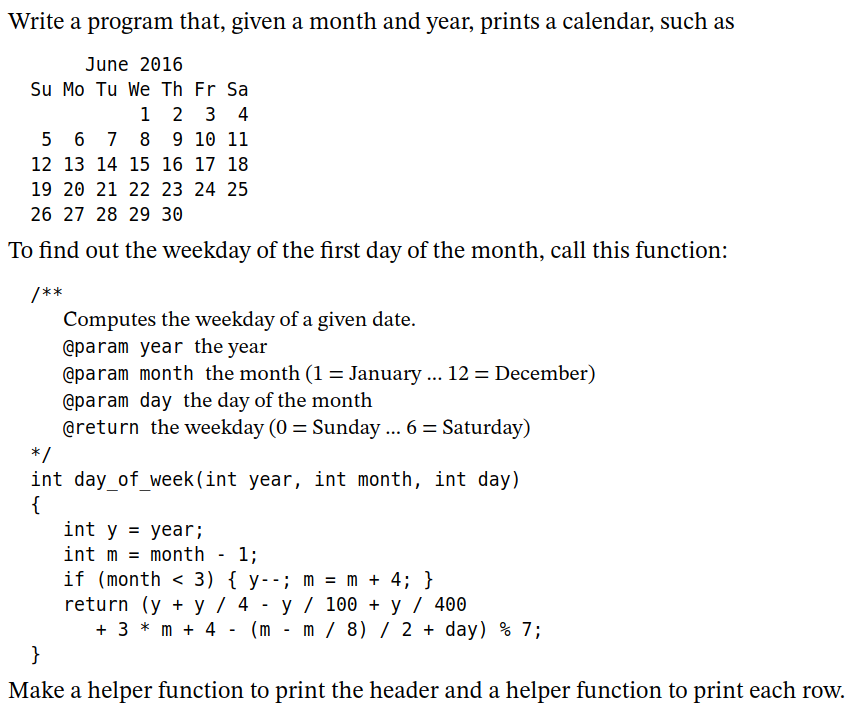 Write a program that, given a month and year, prints a calendar, such as
     June 2016
Su Mo Tu We Th Fr Sa
          1  2  3  4
 5  6  7  8  9 10 11
12 13 14 15 16 17 18
19 20 21 22 23 24 25
26 27 28 29 30
To find out the weekday of the first day of the month, call this function:
/**
   Computes the weekday of a given date.
   @param year the year
   @param month the month (1 = January ... 12 = December)
   @param day the day of the month
   @return the weekday (0 = Sunday ... 6 = Saturday)
*/
int day_of_week(int year, int month, int day)
{
   int y = year;
   int m = month - 1;
   if (month < 3) { y--; m = m + 4; }
   return (y + y / 4 - y / 100 + y / 400
      + 3 * m + 4 - (m - m / 8) / 2 + day) % 7;
}
Make a helper function to print the header and a helper function to print each row.